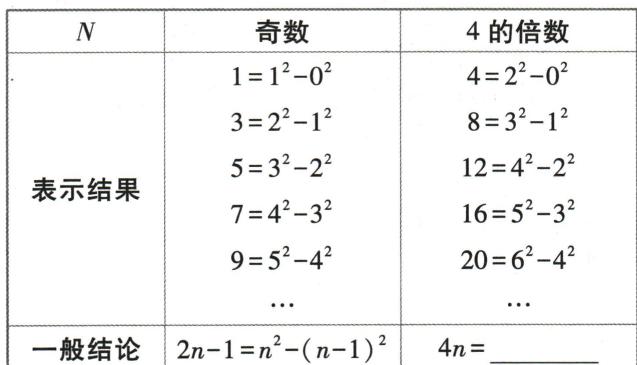 N 奇数 4 的倍数
表示结果
1=1²-0² 4=2²-0²
3=2²-1² 8=3²-1²
5=3²-2² 12=4²-2²
7=4²-3² 16=5²-3²
9=5²-4² 20=6²-4²
… …
一般结论 2n-1=n²-(n-1)² 4n=________